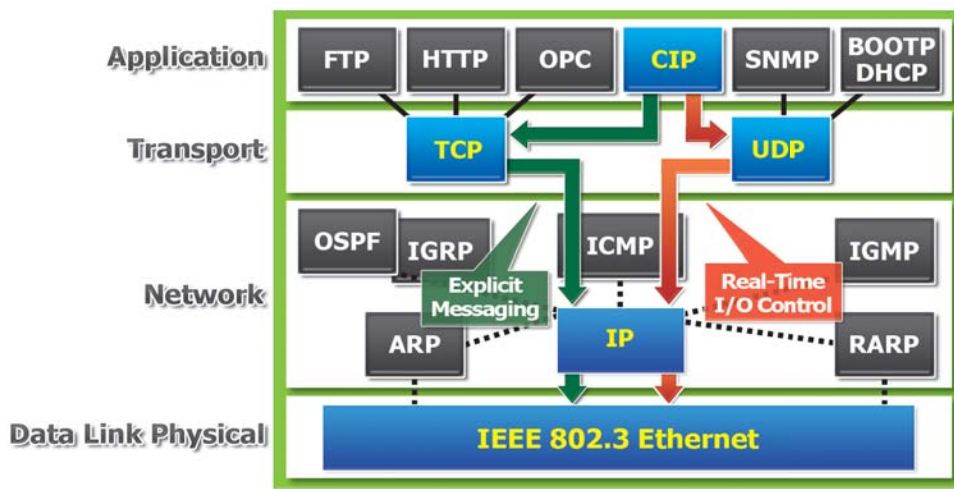 Application
FTP
HTTP
OPC
CIP
SNMP
BOOTP
DHCP
Transport
TCP
UDP
Network
OSPF
IGRP
ICMP
IGMP
Explicit
Messaging
Real-Time
I/O Control
ARP
IP
RARP
Data Link Physical
IEEE 802.3 Ethernet